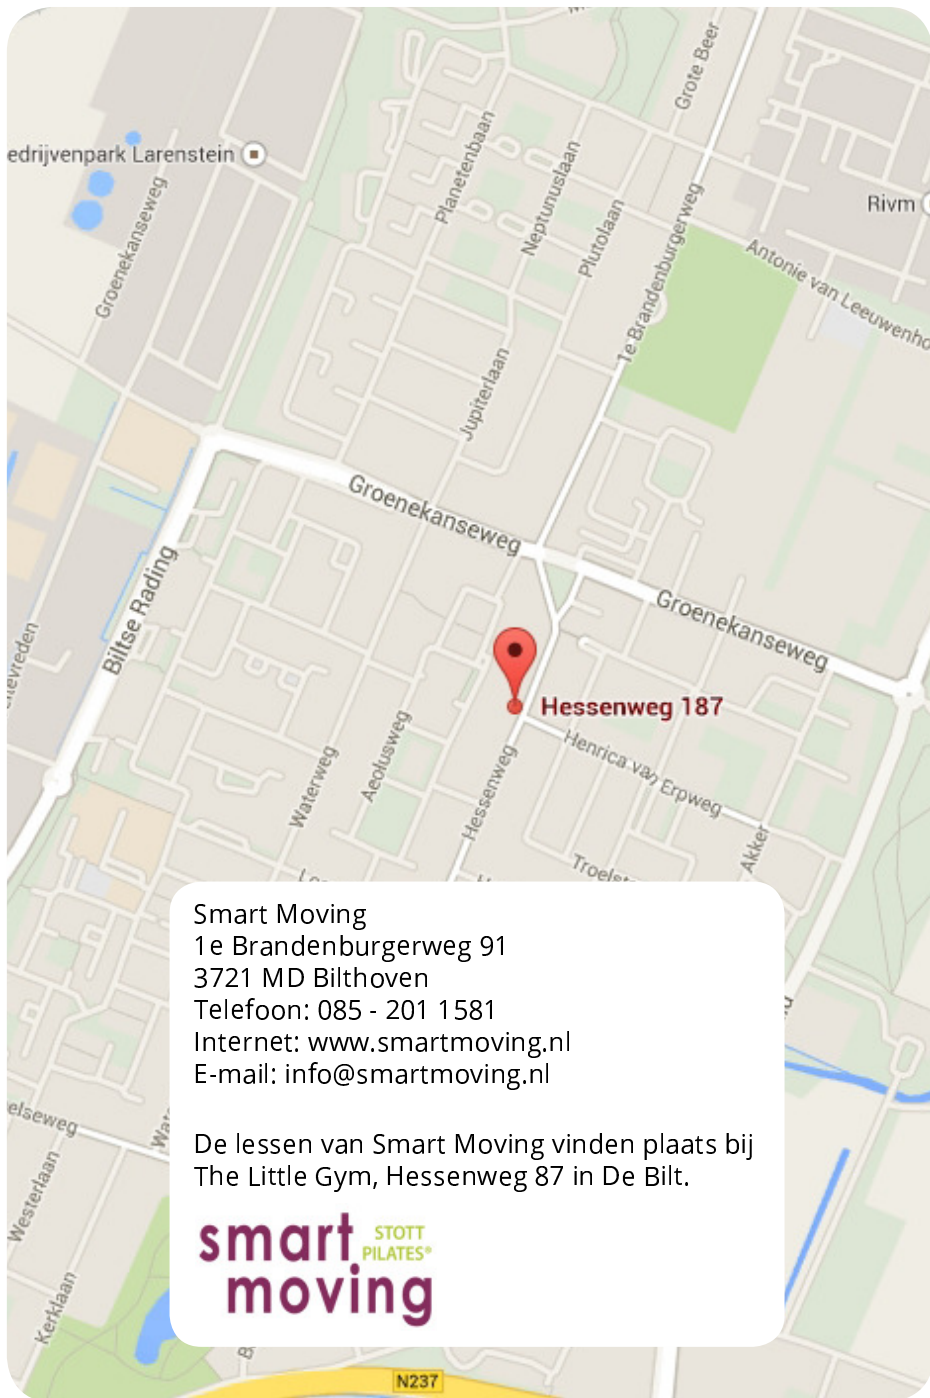 Grote Beer
edrijvenpark Larenstein
Planetenbaan
Neptunuslaan
Plutolaan
Rivm
Groenekanseweg
1e Brandenburgerweg
Antonie van Leeuwenho
Jupiterlaan
Groenekanseweg
Biltse Rading
Groenekanseweg
Hessenweg 187
Henrica van Erpweg
Aeolusweg
Waterweg
Hessenweg
Akker
Troelst
Smart Moving
1e Brandenburgerweg 91
3721 MD Bilthoven
Telefoon: 085 - 201 1581
Internet: www.smartmoving.nl
E-mail: info@smartmoving.nl
De lessen van Smart Moving vinden plaats bij
The Little Gym, Hessenweg 87 in De Bilt.
smart STOTT
PILATES®
moving
elseweg
Wat
Westerlaan
Kerklaan
N237